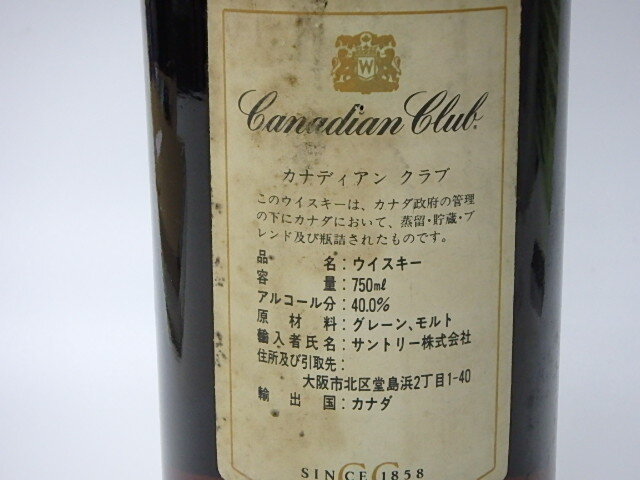 W
Canadian Club®
カナディアン クラブ
このウイスキーは、カナダ政府の管理
の下にカナダにおいて、蒸留・貯蔵・ブ
レンド及び瓶詰されたものです。
品名：ウイスキー
容量：750ml
アルコール分：40.0%
原材料：グレーン、モルト
輸入者氏名：サントリー株式会社
住所及び引取先：
大阪市北区堂島浜2丁目1-40
輸出国：カナダ
CC
SINCE 1858